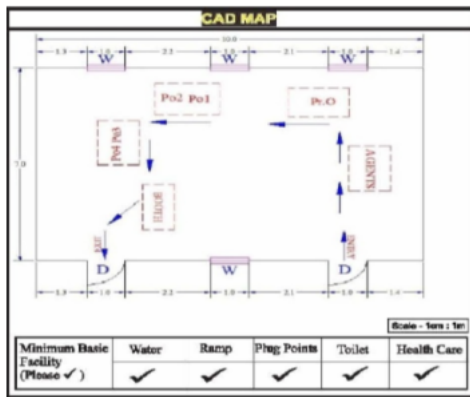 CAD MAP
10.0
1.3 1.0 2.1 1.0 2.1 1.0 1.4
W W W
Po2 Po1
Pr.O
Po4 Po3
7.0
AGENTS
BOOTH
EXIT
ENTRY
D W D
1.3 1.0 2.1 1.0 2.1 1.0 1.4
Scale - 1cm : 1m
Minimum Basic Facility (Please ✓) Water Ramp Plug Points Toilet Health Care
✓ ✓ ✓ ✓ ✓